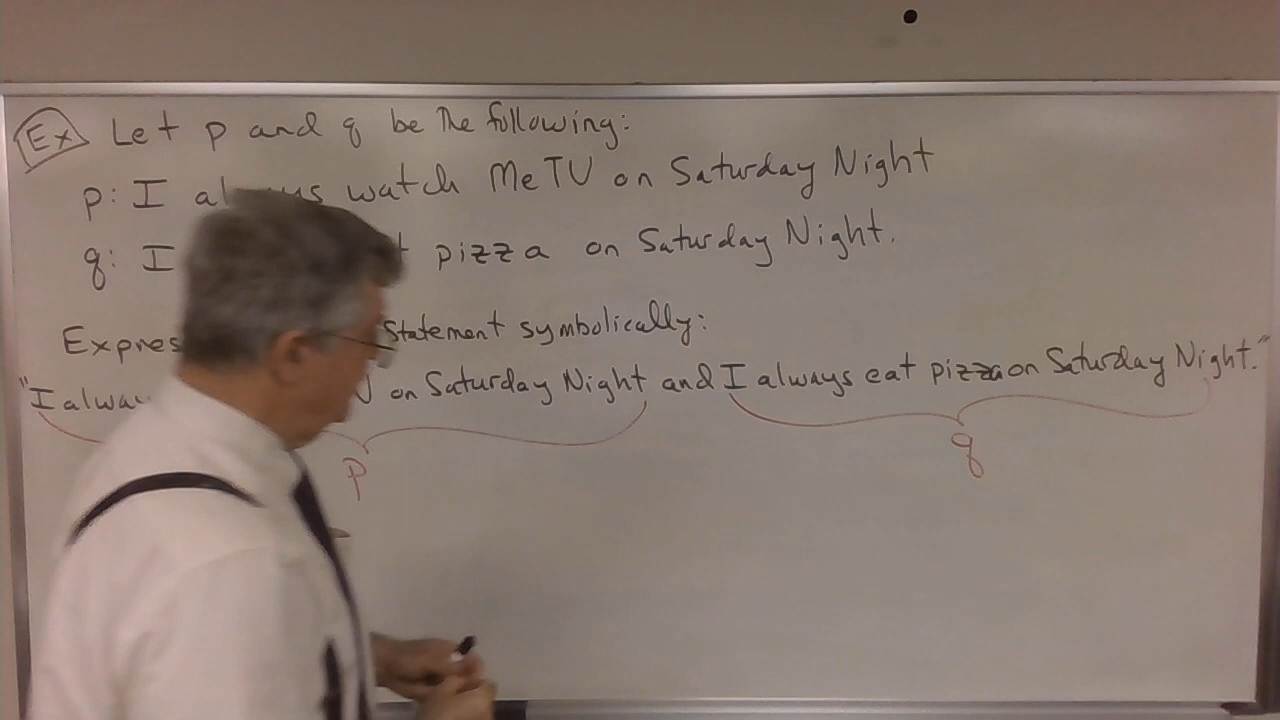 Ex Let p and q be the following:
p: I always watch MeTV on Saturday Night
q: I pizza on Saturday Night.
Express statement symbolically:
"I always on Saturday Night and I always eat pizza on Saturday Night."
p q